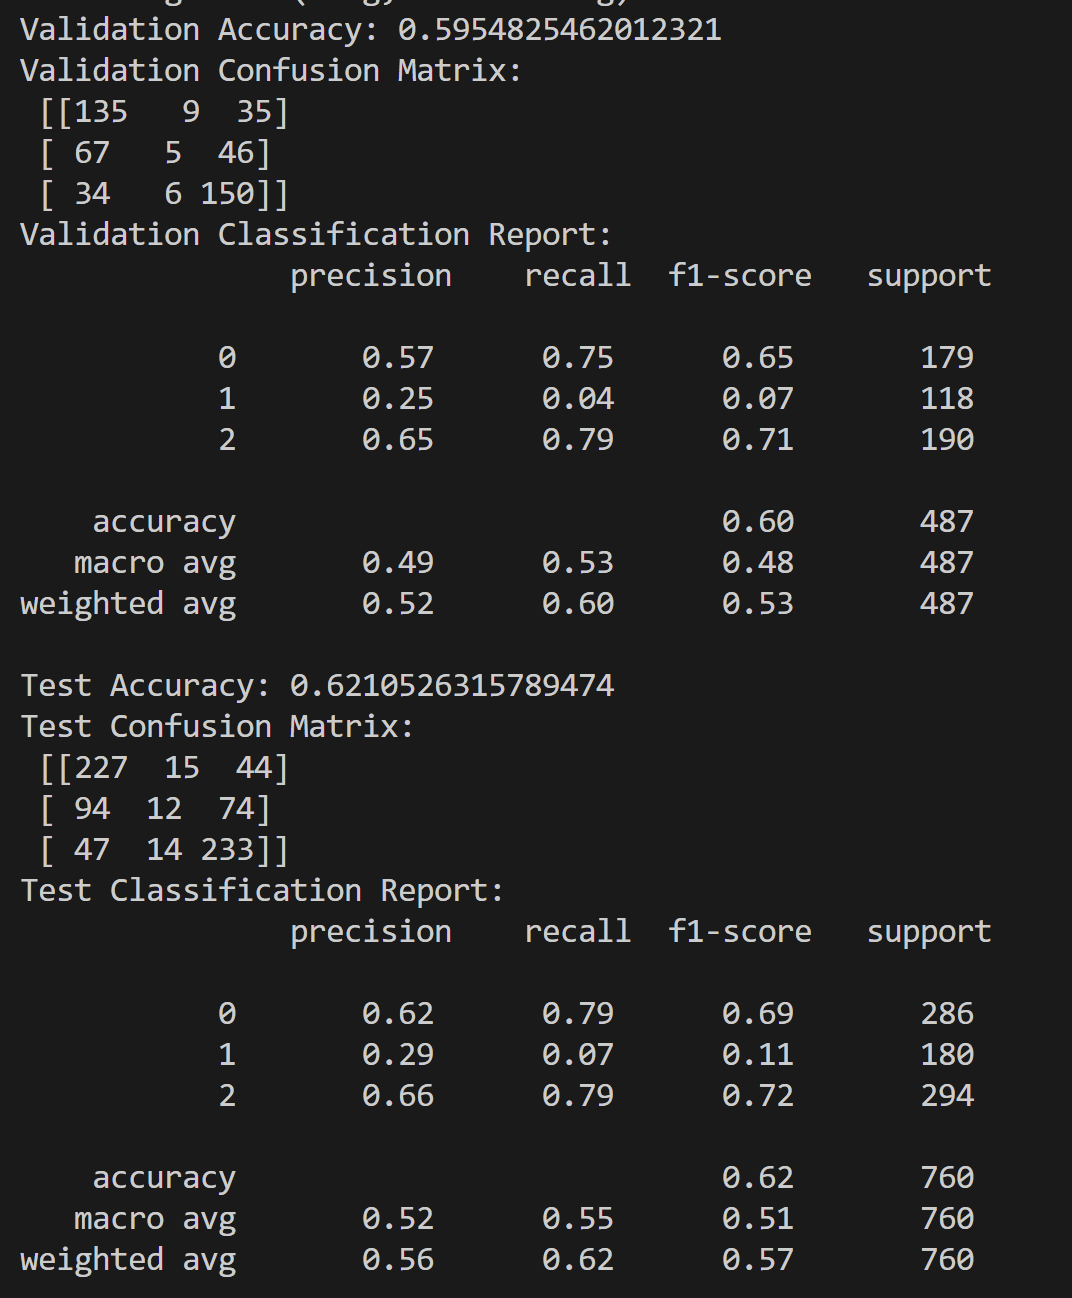 Validation Accuracy: 0.5954825462012321
Validation Confusion Matrix:
[[135   9  35]
[ 67   5  46]
[ 34   6 150]]
Validation Classification Report:
precision    recall  f1-score   support
0       0.57      0.75      0.65       179
1       0.25      0.04      0.07       118
2       0.65      0.79      0.71       190
accuracy                           0.60       487
macro avg       0.49      0.53      0.48       487
weighted avg       0.52      0.60      0.53       487
Test Accuracy: 0.6210526315789474
Test Confusion Matrix:
[[227  15  44]
[ 94  12  74]
[ 47  14 233]]
Test Classification Report:
precision    recall  f1-score   support
0       0.62      0.79      0.69       286
1       0.29      0.07      0.11       180
2       0.66      0.79      0.72       294
accuracy                           0.62       760
macro avg       0.52      0.55      0.51       760
weighted avg       0.56      0.62      0.57       760